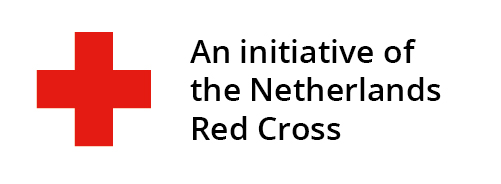 An initiative of
the Netherlands
Red Cross